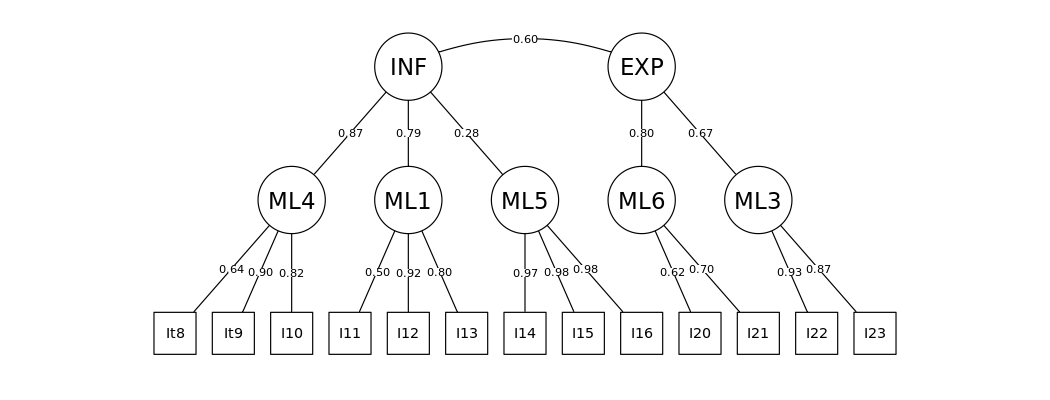 0.60
INF EXP
0.87 0.79 0.28 0.80 0.67
ML4 ML1 ML5 ML6 ML3
0.64 0.90 0.82 0.50 0.92 0.80 0.97 0.98 0.98 0.62 0.70 0.93 0.87
It8 It9 I10 I11 I12 I13 I14 I15 I16 I20 I21 I22 I23